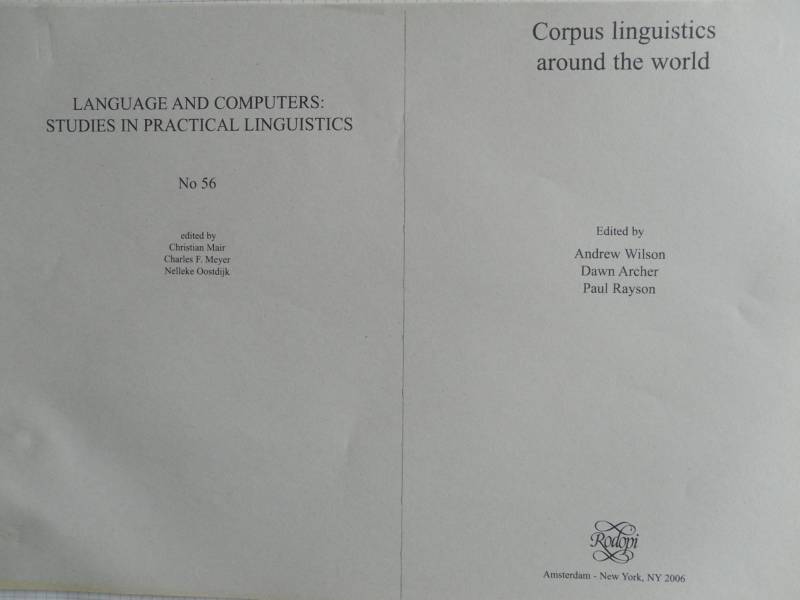 LANGUAGE AND COMPUTERS:
STUDIES IN PRACTICAL LINGUISTICS
No 56
edited by
Christian Mair
Charles F. Meyer
Nelleke Oostdijk
Corpus linguistics
around the world
Edited by
Andrew Wilson
Dawn Archer
Paul Rayson
Rodopi
Amsterdam - New York, NY 2006